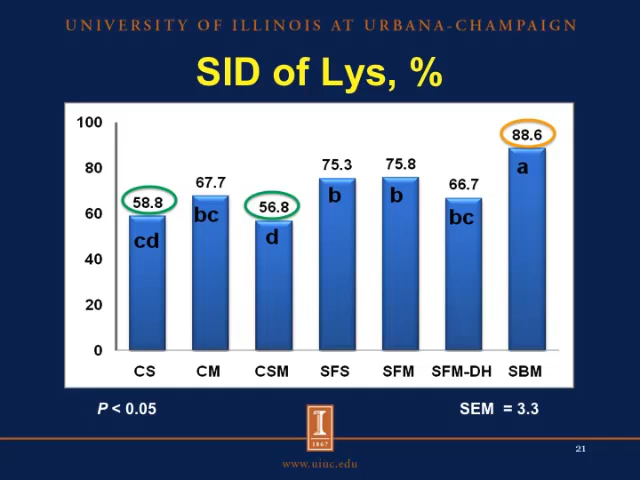 UNIVERSITY OF ILLINOIS AT URBANA-CHAMPAIGN
SID of Lys, %
100
80
60
40
20
0
58.8
67.7
56.8
75.3
75.8
66.7
88.6
cd
bc
d
b
b
bc
a
CS CM CSM SFS SFM SFM-DH SBM
P < 0.05
SEM = 3.3
I
1867
21
www.uiuc.edu